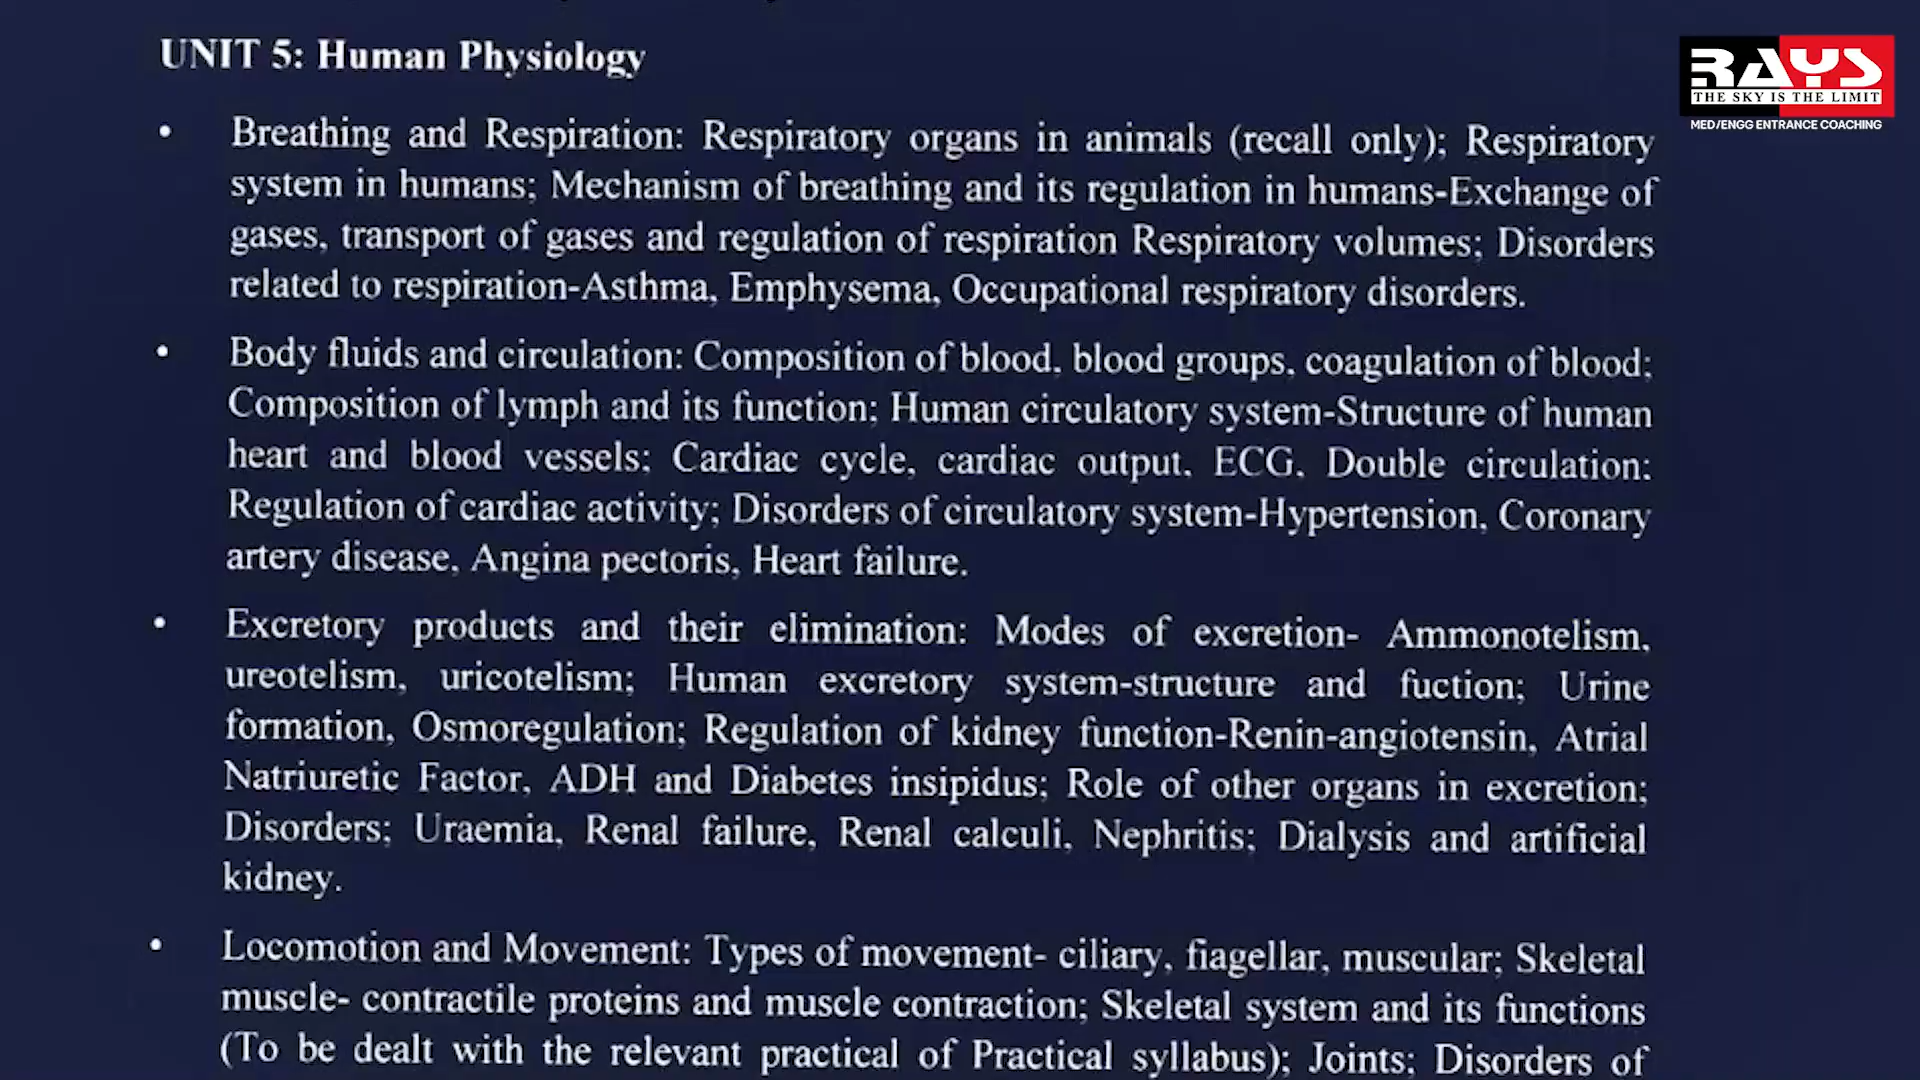 UNIT 5: Human Physiology
RAYS
THE SKY IS THE LIMIT
MED/ENGG ENTRANCE COACHING
• Breathing and Respiration: Respiratory organs in animals (recall only); Respiratory
system in humans; Mechanism of breathing and its regulation in humans-Exchange of
gases, transport of gases and regulation of respiration Respiratory volumes; Disorders
related to respiration-Asthma, Emphysema, Occupational respiratory disorders.
• Body fluids and circulation: Composition of blood, blood groups, coagulation of blood;
Composition of lymph and its function; Human circulatory system-Structure of human
heart and blood vessels; Cardiac cycle, cardiac output, ECG, Double circulation;
Regulation of cardiac activity; Disorders of circulatory system-Hypertension, Coronary
artery disease, Angina pectoris, Heart failure.
• Excretory products and their elimination: Modes of excretion- Ammonotelism,
ureotelism, uricotelism; Human excretory system-structure and fuction; Urine
formation, Osmoregulation; Regulation of kidney function-Renin-angiotensin, Atrial
Natriuretic Factor, ADH and Diabetes insipidus; Role of other organs in excretion;
Disorders; Uraemia, Renal failure, Renal calculi, Nephritis; Dialysis and artificial
kidney.
• Locomotion and Movement: Types of movement- ciliary, fiagellar, muscular; Skeletal
muscle- contractile proteins and muscle contraction; Skeletal system and its functions
(To be dealt with the relevant practical of Practical syllabus); Joints; Disorders of